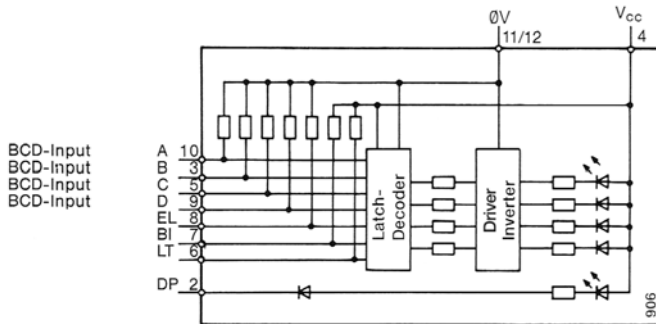 ØV
Vcc
11/12
4
BCD-Input A 10
BCD-Input B 3
BCD-Input C 5
BCD-Input D 9
EL 8
BI 7
LT 6
DP 2
Latch-
Decoder
Driver
Inverter
906